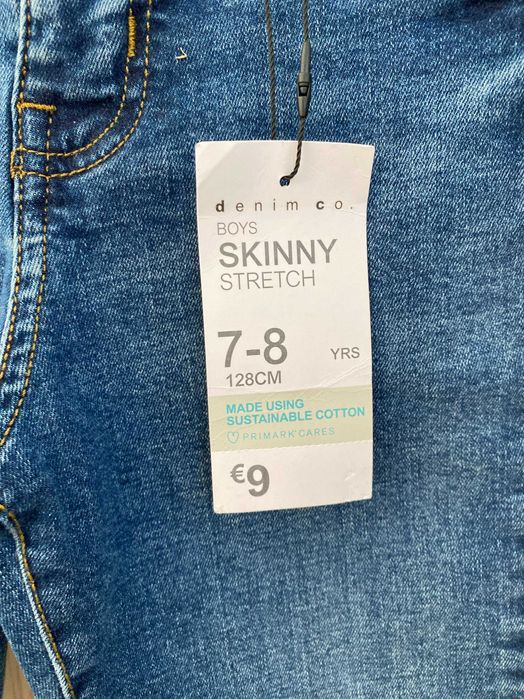 denim co.
BOYS
SKINNY
STRETCH
7-8 YRS
128CM
MADE USING
SUSTAINABLE COTTON
PRIMARK CARES
€9